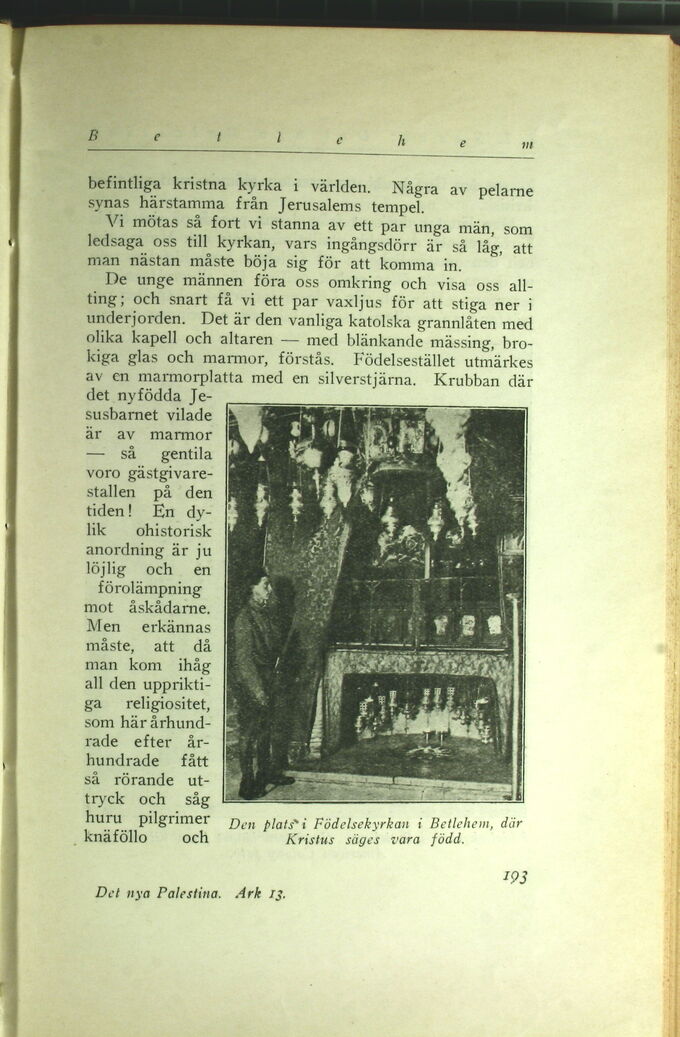 Betlehem
befintliga kristna kyrka i världen. Några av pelarne
synas härstamma från Jerusalems tempel.
Vi mötas så fort vi stanna av ett par unga män, som
ledsaga oss till kyrkan, vars ingångsdörr är så låg, att
man nästan måste böja sig för att komma in.
De unge männen föra oss omkring och visa oss all-
ting; och snart få vi ett par vaxljus för att stiga ner i
underjorden. Det är den vanliga katolska grannlåten med
olika kapell och altaren — med blänkande mässing, bro-
kiga glas och marmor, förstås. Födelsestället utmärkes
av en marmorplatta med en silverstjärna. Krubban där
det nyfödda Je-
susbarnet vilade
är av marmor
— så gentila
voro gästgivare-
stallen på den
tiden! En dy-
lik ohistorisk
anordning är ju
löjlig och en
förolämpning
mot åskådarne.
Men erkännas
måste, att då
man kom ihåg
all den uppriktiga-
ga religiositet,
som här århund-
rade efter år-
hundrade fått
så rörande ut-
tryck och såg
huru pilgrimer
knäföllo och
Den plats i Födelsekyrkan i Betlehem, där
Kristus säges vara född.
193
Det nya Palestina. Ark 13.